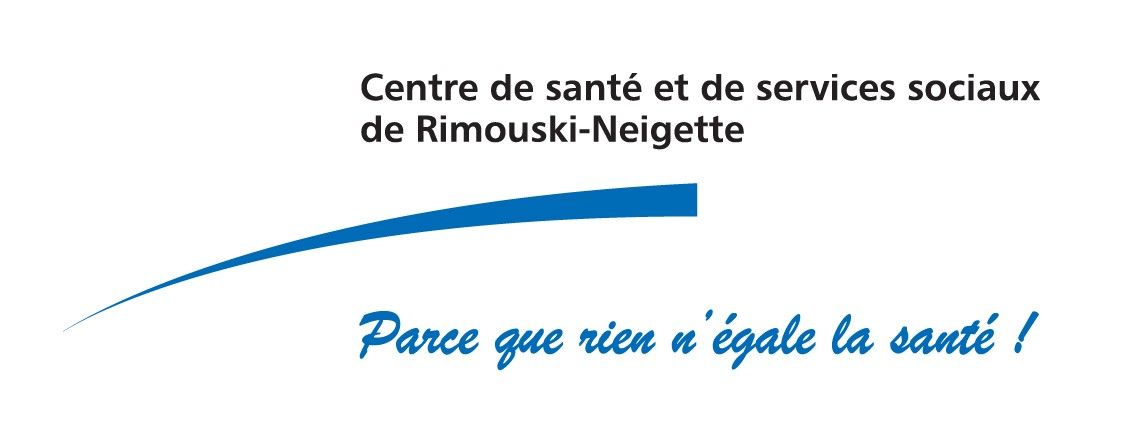 Centre de santé et de services sociaux
de Rimouski-Neigette
Parce que rien n'égale la santé !